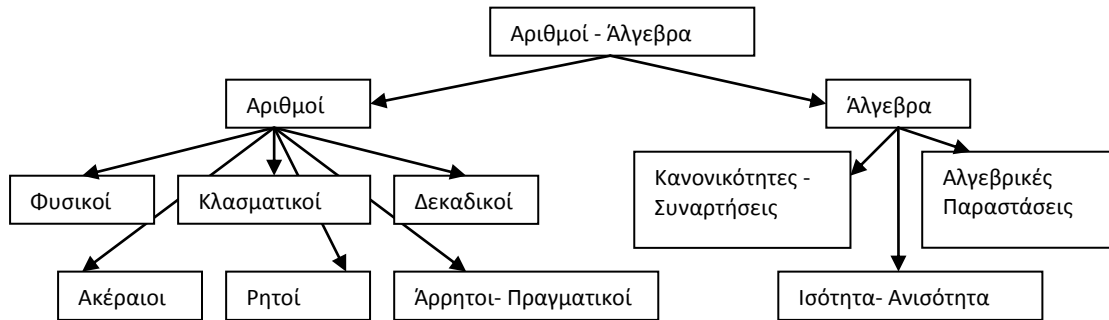 Αριθμοί - Άλγεβρα
Αριθμοί
Άλγεβρα
Φυσικοί
Κλασματικοί
Δεκαδικοί
Κανονικότητες -
Συναρτήσεις
Αλγεβρικές
Παραστάσεις
Ακέραιοι
Ρητοί
Άρρητοι- Πραγματικοί
Ισότητα- Ανισότητα